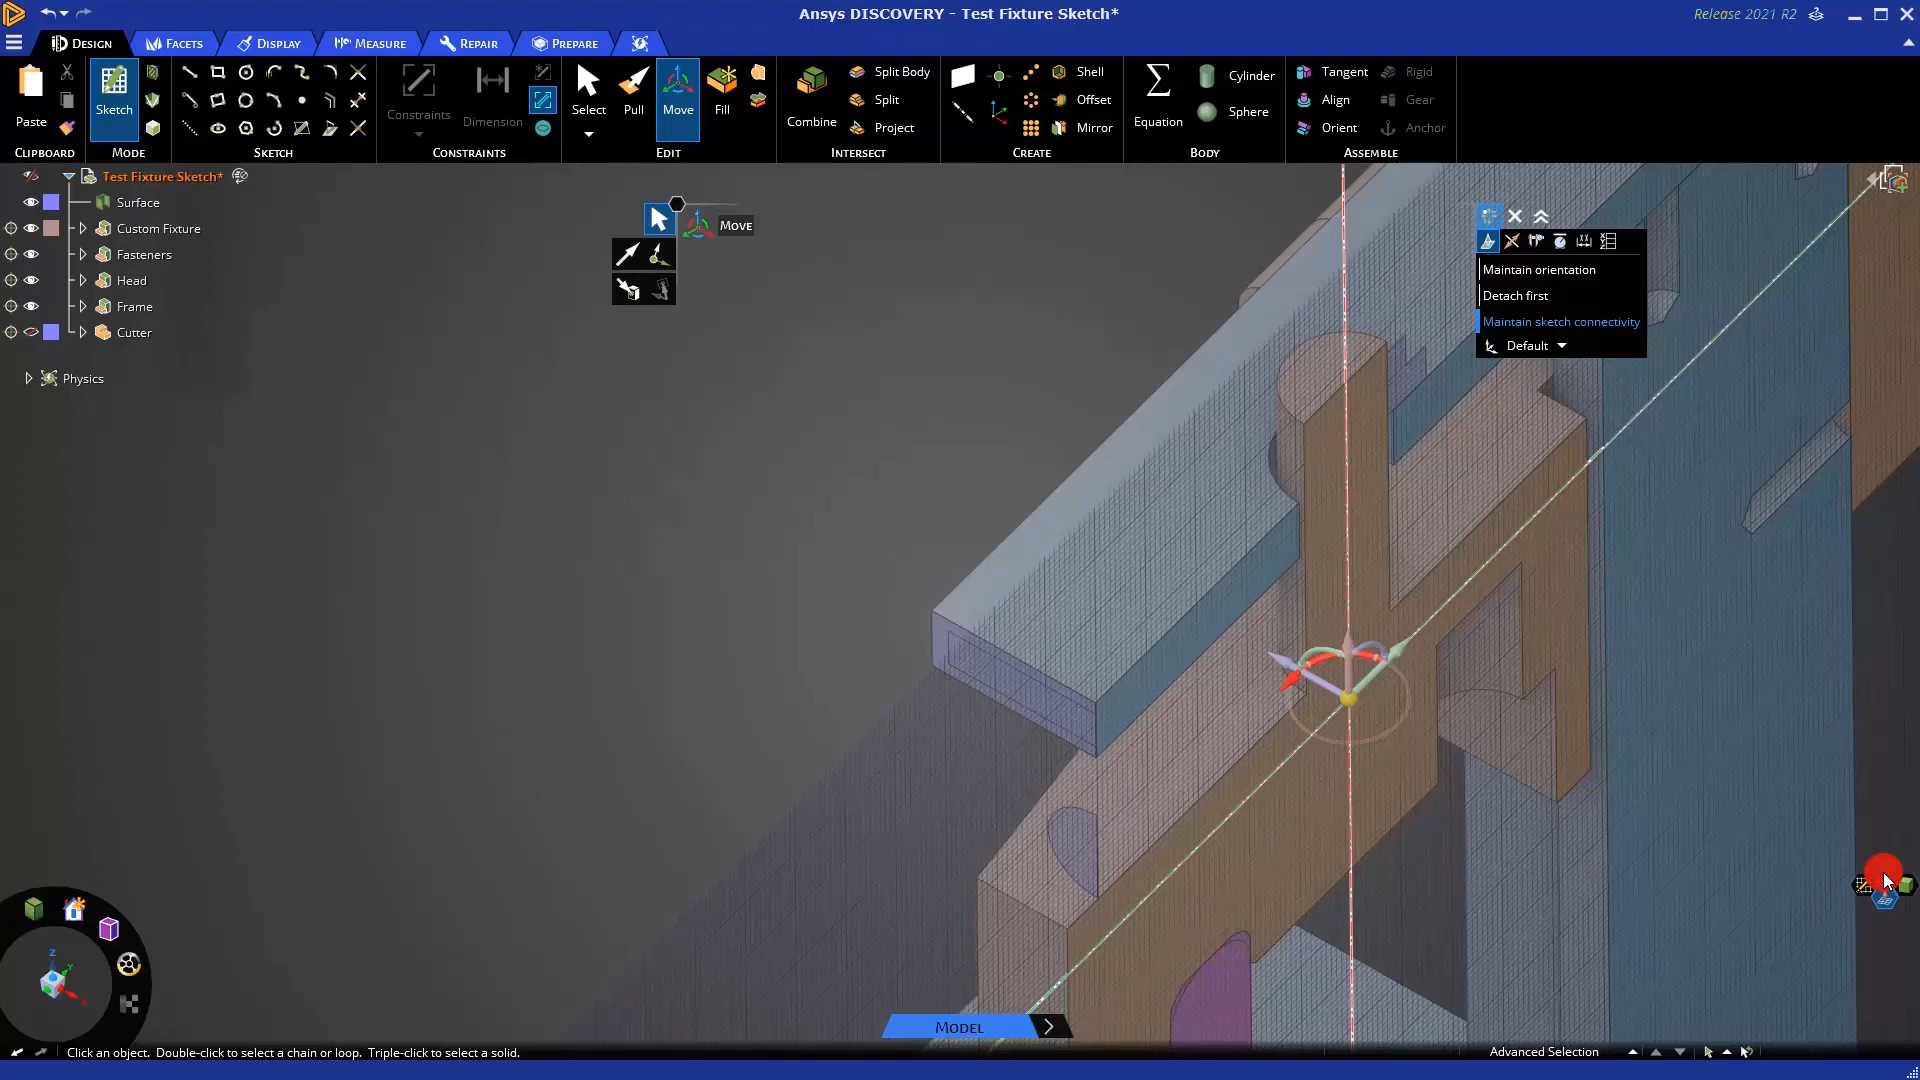 Ansys DISCOVERY - Test Fixture Sketch*
Release 2021 R2
DESIGN
FACETS
DISPLAY
MEASURE
REPAIR
PREPARE
Paste
CLIPBOARD
Sketch
MODE
SKETCH
Constraints
Dimension
CONSTRAINTS
Select
Pull
Move
Fill
EDIT
Combine
Split Body
Split
Project
INTERSECT
Shell
Offset
Mirror
CREATE
Equation
Cylinder
Sphere
BODY
Tangent
Align
Orient
Rigid
Gear
Anchor
ASSEMBLE
Test Fixture Sketch*
Surface
Custom Fixture
Fasteners
Head
Frame
Cutter
Physics
Move
Maintain orientation
Detach first
Maintain sketch connectivity
Default
Z
Y
X
MODEL
Click an object. Double-click to select a chain or loop. Triple-click to select a solid.
Advanced Selection